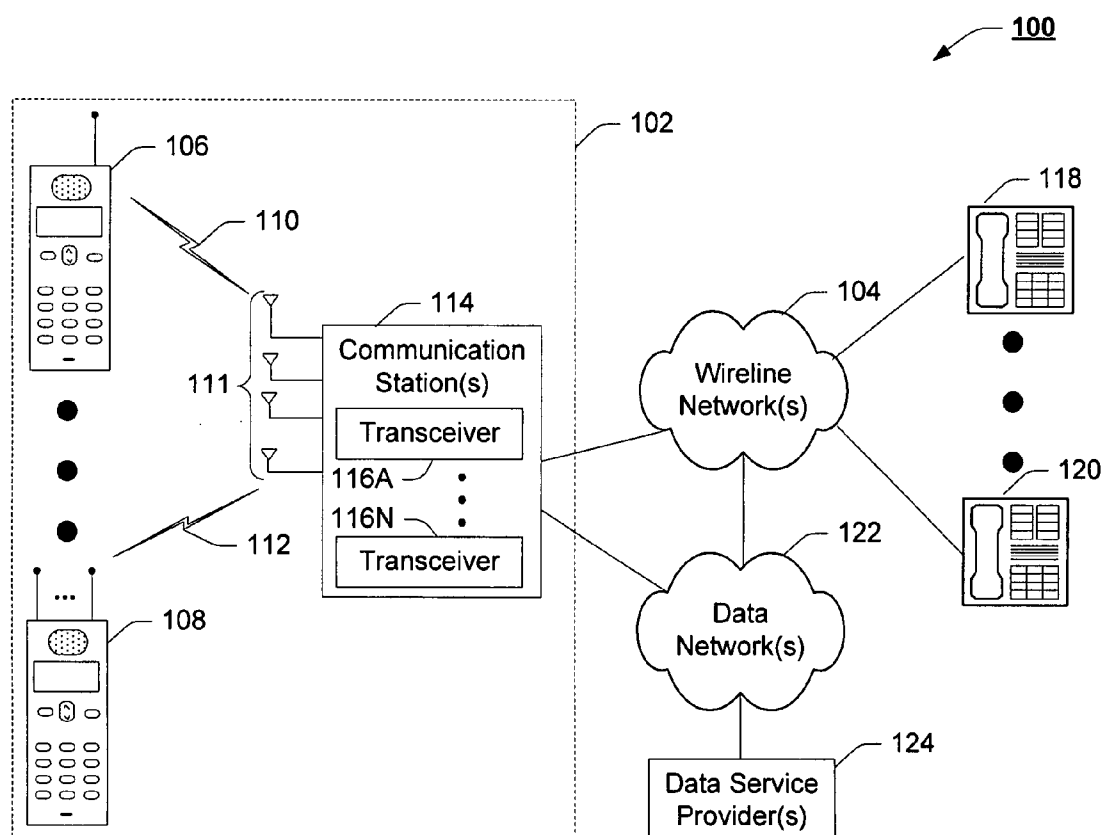 100
102
106
118
110
104
114
Communication
Station(s)
111
Wireline
Network(s)
Transceiver
116A
120
116N
112
Transceiver
122
108
Data
Network(s)
124
Data Service
Provider(s)